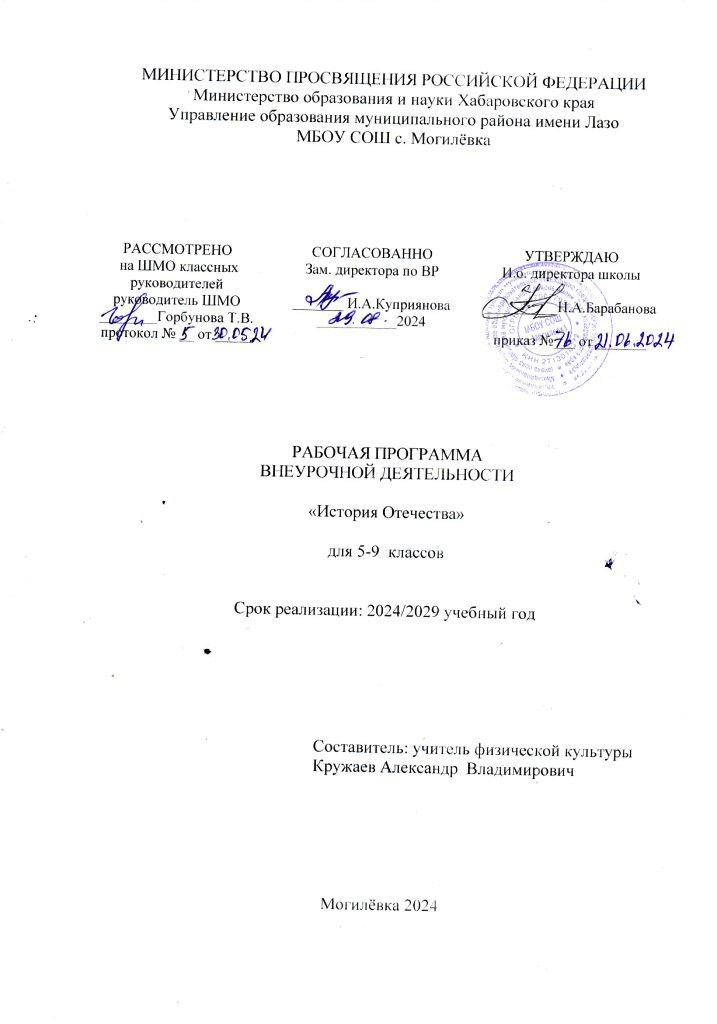 МИНИСТЕРСТВО ПРОСВЯЩЕНИЯ РОССИЙСКОЙ ФЕДЕРАЦИИ
Министерство образования и науки Хабаровского края
Управление образования муниципального района имени Лазо
МБОУ СОШ с. Могилёвка
РАССМОТРЕНО
на ШМО классных
руководителей
руководитель ШМО
Горбунова Т.В.
протокол № 5 от 30.05.24
СОГЛАСОВАННО
Зам. директора по ВР
И.А.Куприянова
2024
УТВЕРЖДАЮ
И.о. директора школы
Н.А.Барабанова
приказ № 76 от 21.06.2024
МБОУ СОШ
РАБОЧАЯ ПРОГРАММА
ВНЕУРОЧНОЙ ДЕЯТЕЛЬНОСТИ
«История Отечества»
для 5-9 классов
Срок реализации: 2024/2029 учебный год
Составитель: учитель физической культуры
Кружаев Александр Владимирович
Могилёвка 2024